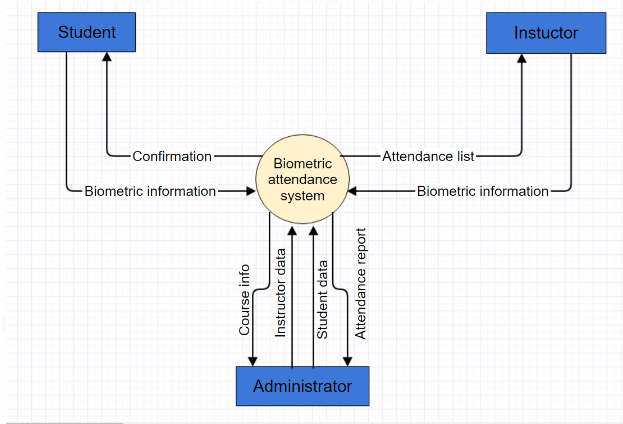 Student
Instuctor
Confirmation
Attendance list
Biometric
attendance
system
Biometric information
Biometric information
Course info
Instructor data
Student data
Attendance report
Administrator